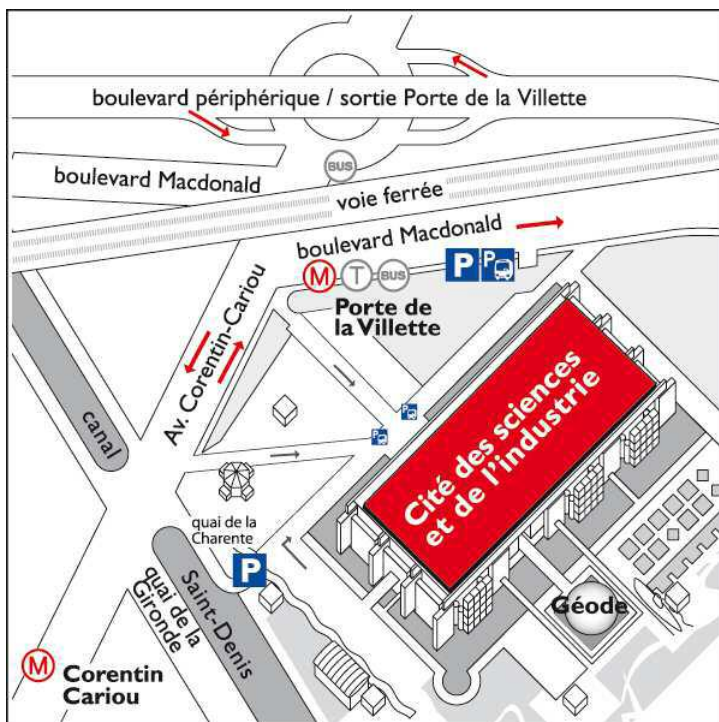 boulevard périphérique / sortie Porte de la Villette
BUS
boulevard Macdonald
voie ferrée
boulevard Macdonald
M
T
BUS
P
P
Porte de
la Villette
Av. Corentin-Cariou
canal
P
P
Cité des sciences
et de l'industrie
quai de la
Charente
P
Saint-Denis
quai de la
Gironde
Géode
M
Corentin
Cariou